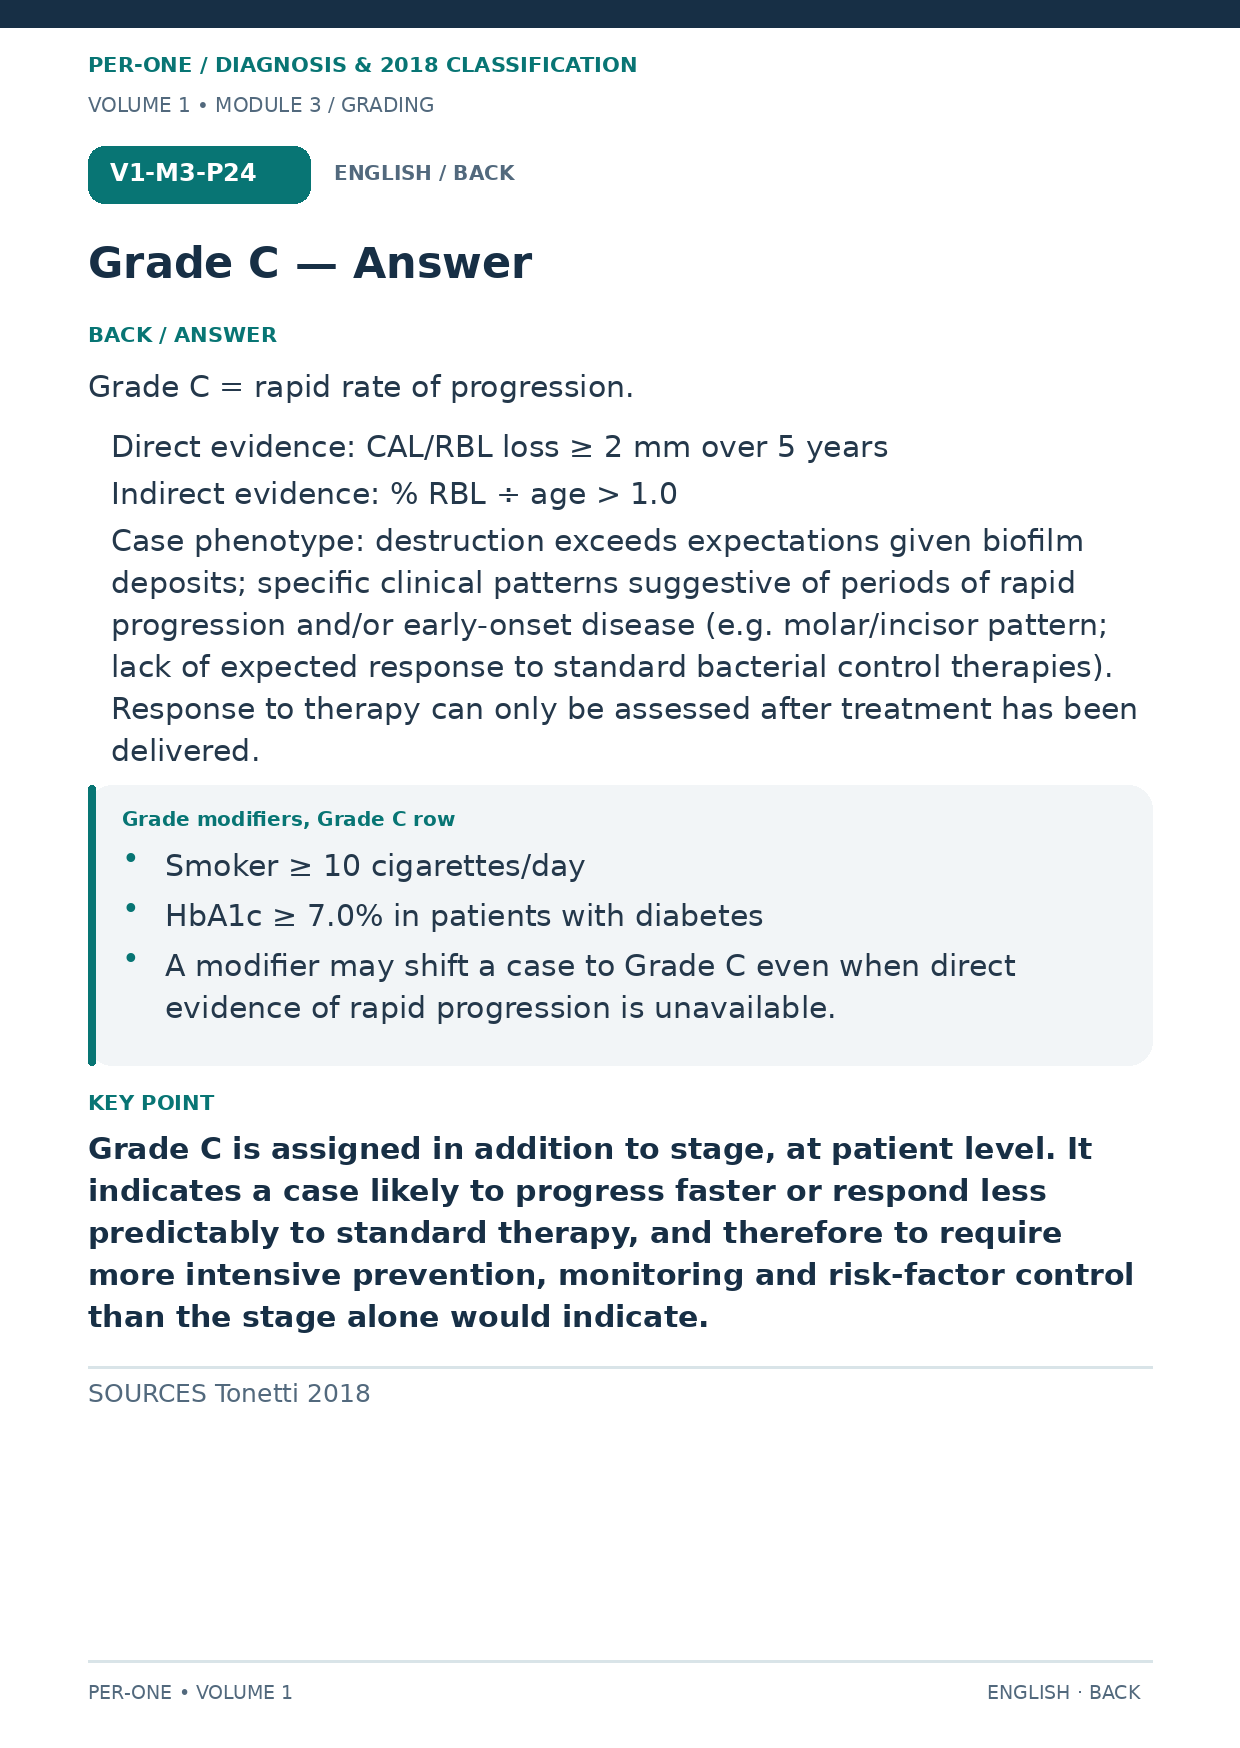 PER-ONE / DIAGNOSIS & 2018 CLASSIFICATION
VOLUME 1 • MODULE 3 / GRADING
V1-M3-P24
ENGLISH / BACK
Grade C — Answer
BACK / ANSWER
Grade C = rapid rate of progression.
Direct evidence: CAL/RBL loss ≥ 2 mm over 5 years
Indirect evidence: % RBL ÷ age > 1.0
Case phenotype: destruction exceeds expectations given biofilm
deposits; specific clinical patterns suggestive of periods of rapid
progression and/or early-onset disease (e.g. molar/incisor pattern;
lack of expected response to standard bacterial control therapies).
Response to therapy can only be assessed after treatment has been
delivered.
Grade modifiers, Grade C row
• Smoker ≥ 10 cigarettes/day
• HbA1c ≥ 7.0% in patients with diabetes
• A modifier may shift a case to Grade C even when direct
evidence of rapid progression is unavailable.
KEY POINT
Grade C is assigned in addition to stage, at patient level. It
indicates a case likely to progress faster or respond less
predictably to standard therapy, and therefore to require
more intensive prevention, monitoring and risk-factor control
than the stage alone would indicate.
SOURCES Tonetti 2018
PER-ONE • VOLUME 1
ENGLISH · BACK